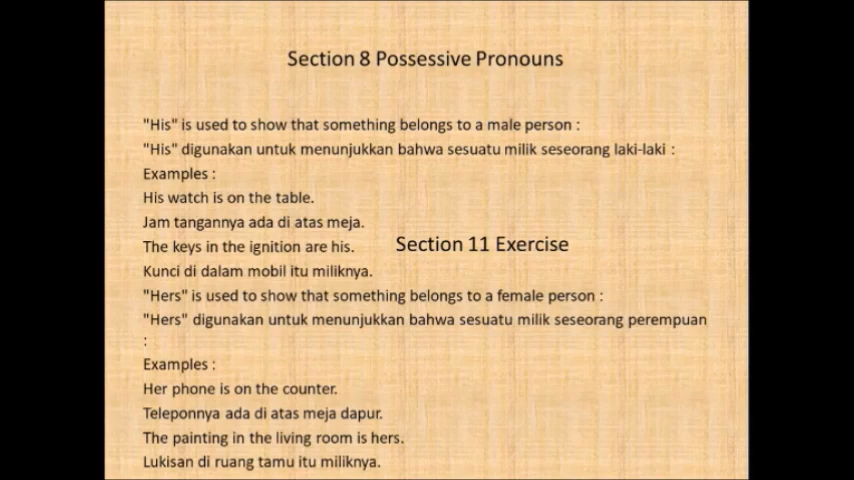 Section 8 Possessive Pronouns
"His" is used to show that something belongs to a male person :
"His" digunakan untuk menunjukkan bahwa sesuatu milik seseorang laki-laki :
Examples :
His watch is on the table.
Jam tangannya ada di atas meja.
The keys in the ignition are his.
Section 11 Exercise
Kunci di dalam mobil itu miliknya.
"Hers" is used to show that something belongs to a female person :
"Hers" digunakan untuk menunjukkan bahwa sesuatu milik seseorang perempuan
:
Examples :
Her phone is on the counter.
Teleponnya ada di atas meja dapur.
The painting in the living room is hers.
Lukisan di ruang tamu itu miliknya.